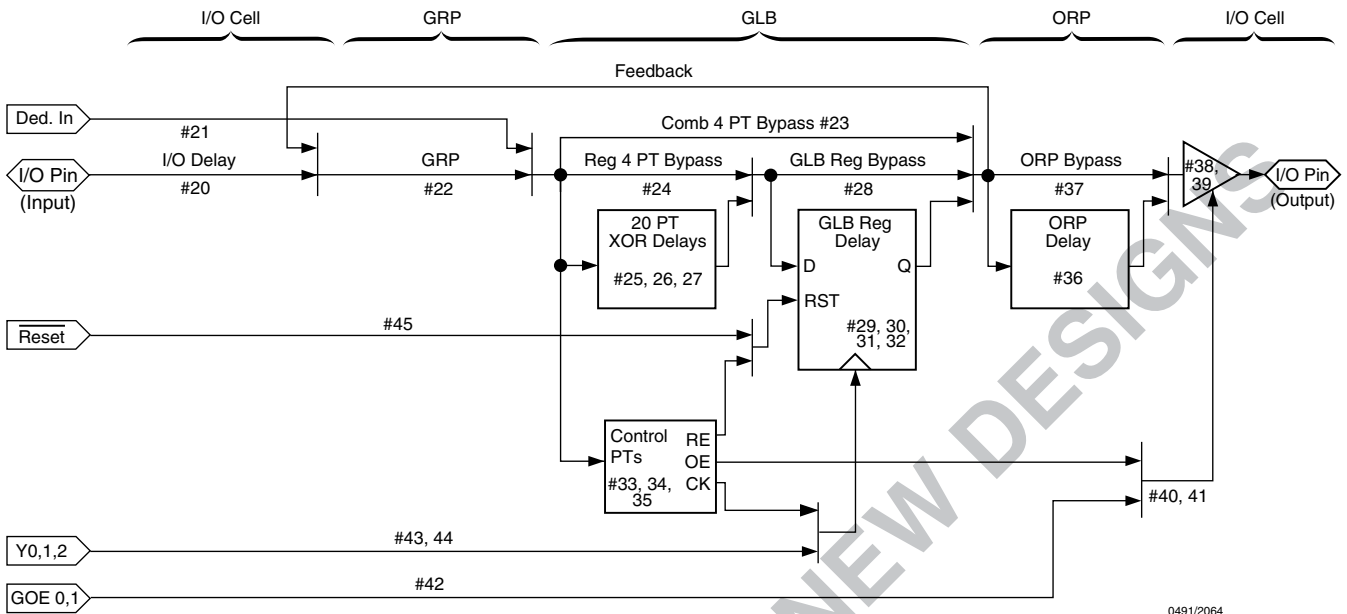 I/O Cell
GRP
GLB
ORP
I/O Cell
Feedback
Ded. In
#21
Comb 4 PT Bypass #23
I/O Pin
(Input)
I/O Delay
#20
GRP
#22
Reg 4 PT Bypass
#24
GLB Reg Bypass
#28
ORP Bypass
#37
#38,
39
I/O Pin
(Output)
20 PT
XOR Delays
#25, 26, 27
GLB Reg
Delay
D
Q
RST
#29, 30,
31, 32
ORP
Delay
#36
Reset
#45
Control
PTs
RE
OE
CK
#33, 34,
35
#40, 41
Y0,1,2
#43, 44
GOE 0,1
#42
0491/2064
NEW DESIGNS